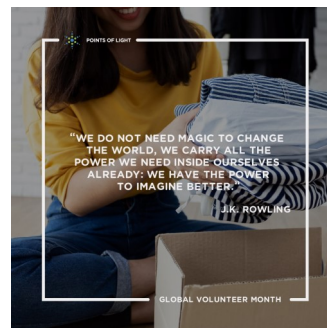 POINTS OF LIGHT
“WE DO NOT NEED MAGIC TO CHANGE
THE WORLD, WE CARRY ALL THE
POWER WE NEED INSIDE OURSELVES
ALREADY: WE HAVE THE POWER
TO IMAGINE BETTER.”
J.K. ROWLING
GLOBAL VOLUNTEER MONTH